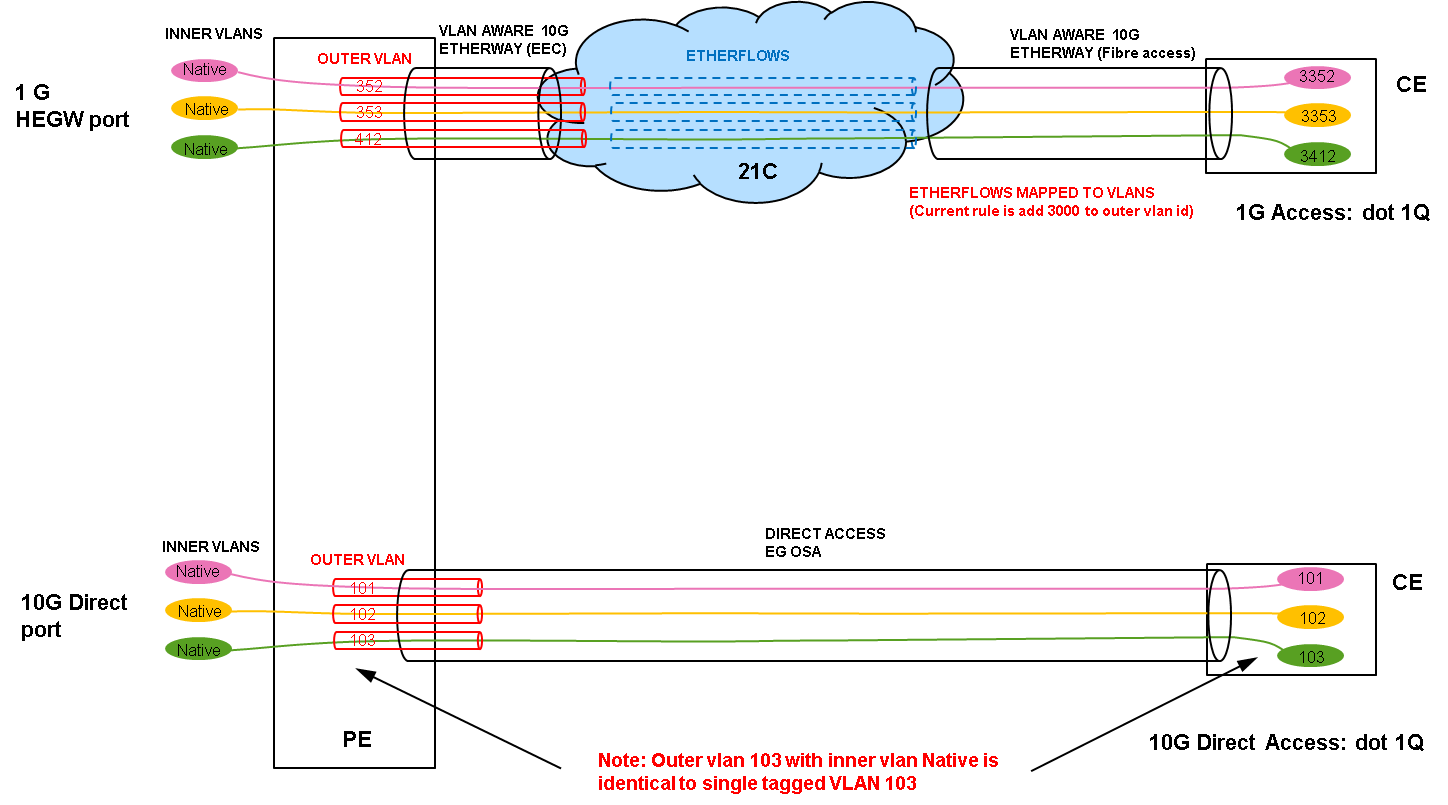 INNER VLANS
OUTER VLAN
VLAN AWARE 10G
ETHERWAY (EEC)
ETHERFLOWS
VLAN AWARE 10G
ETHERWAY (Fibre access)
1 G
HEGW port
Native
Native
Native
352
353
412
21C
3352
3353
3412
CE
ETHERFLOWS MAPPED TO VLANS
(Current rule is add 3000 to outer vlan id)
1G Access: dot 1Q
INNER VLANS
OUTER VLAN
DIRECT ACCESS
EG OSA
10G Direct
port
Native
Native
Native
101
102
103
101
102
103
CE
PE
Note: Outer vlan 103 with inner vlan Native is
identical to single tagged VLAN 103
10G Direct Access: dot 1Q